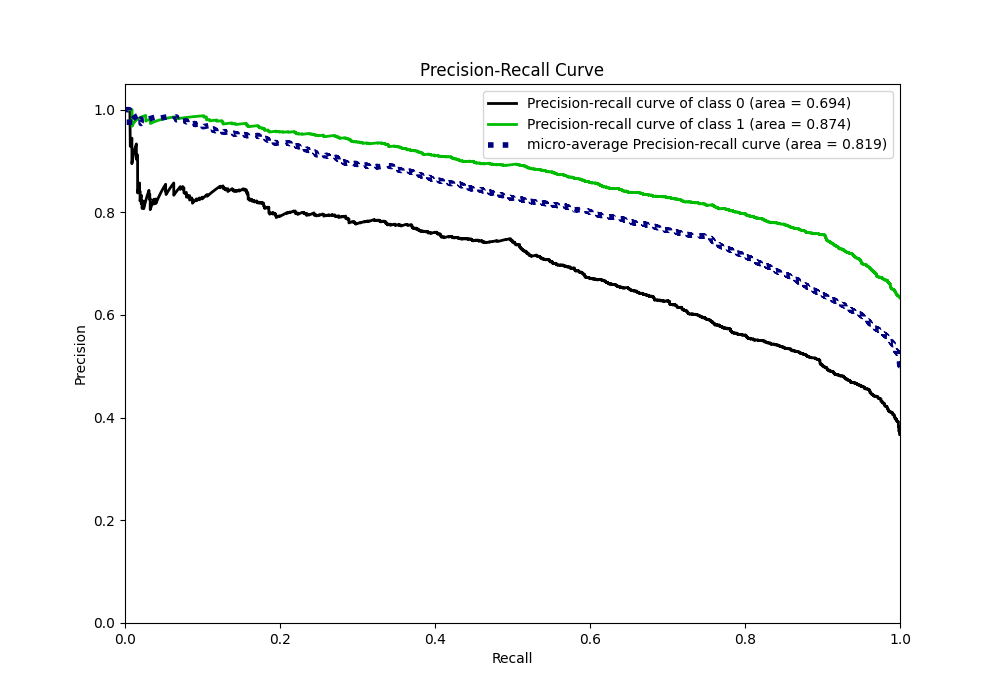 Precision-Recall Curve
Precision-recall curve of class 0 (area = 0.694)
Precision-recall curve of class 1 (area = 0.874)
micro-average Precision-recall curve (area = 0.819)
1.0
0.8
0.6
0.4
0.2
0.0
Precision
0.0 0.2 0.4 0.6 0.8 1.0
Recall